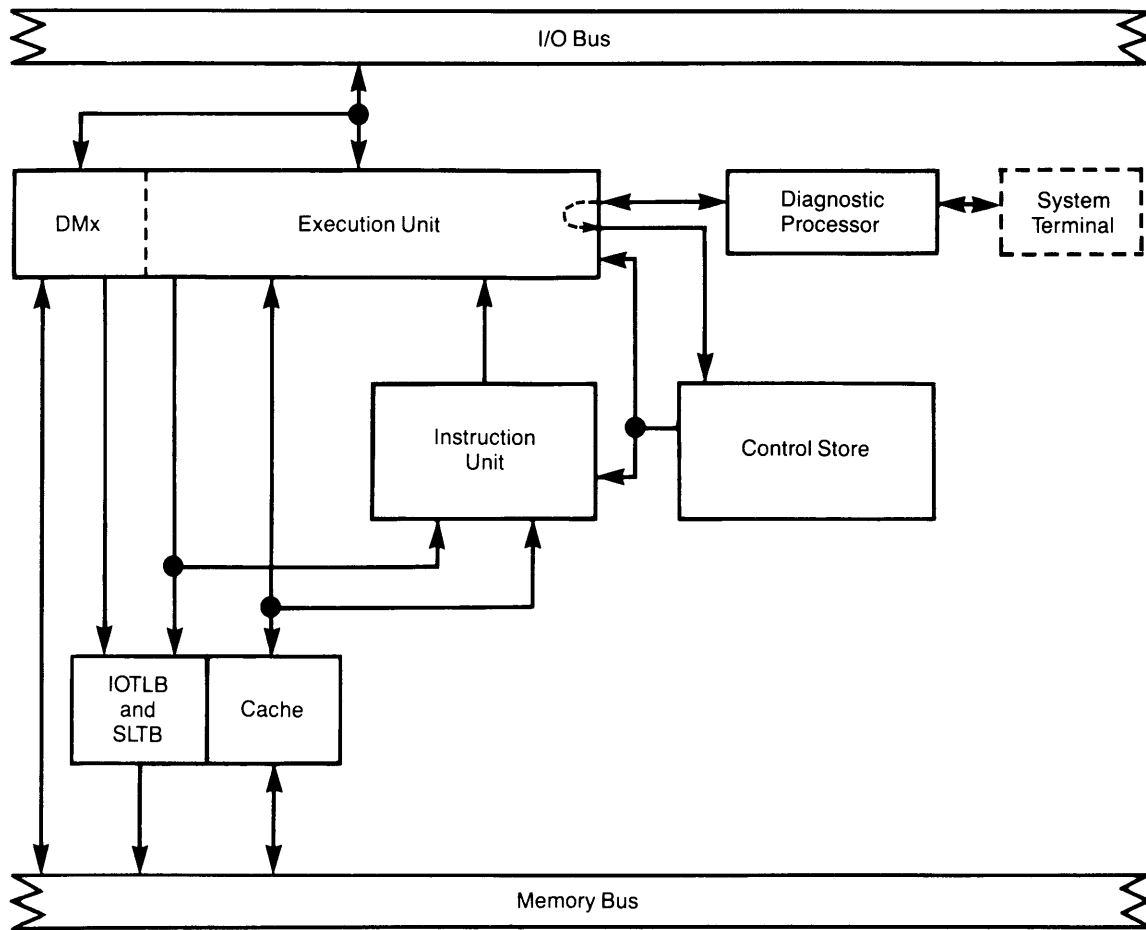 I/O Bus
DMx
Execution Unit
Diagnostic
Processor
System
Terminal
Instruction
Unit
Control Store
IOTLB
and
SLTB
Cache
Memory Bus